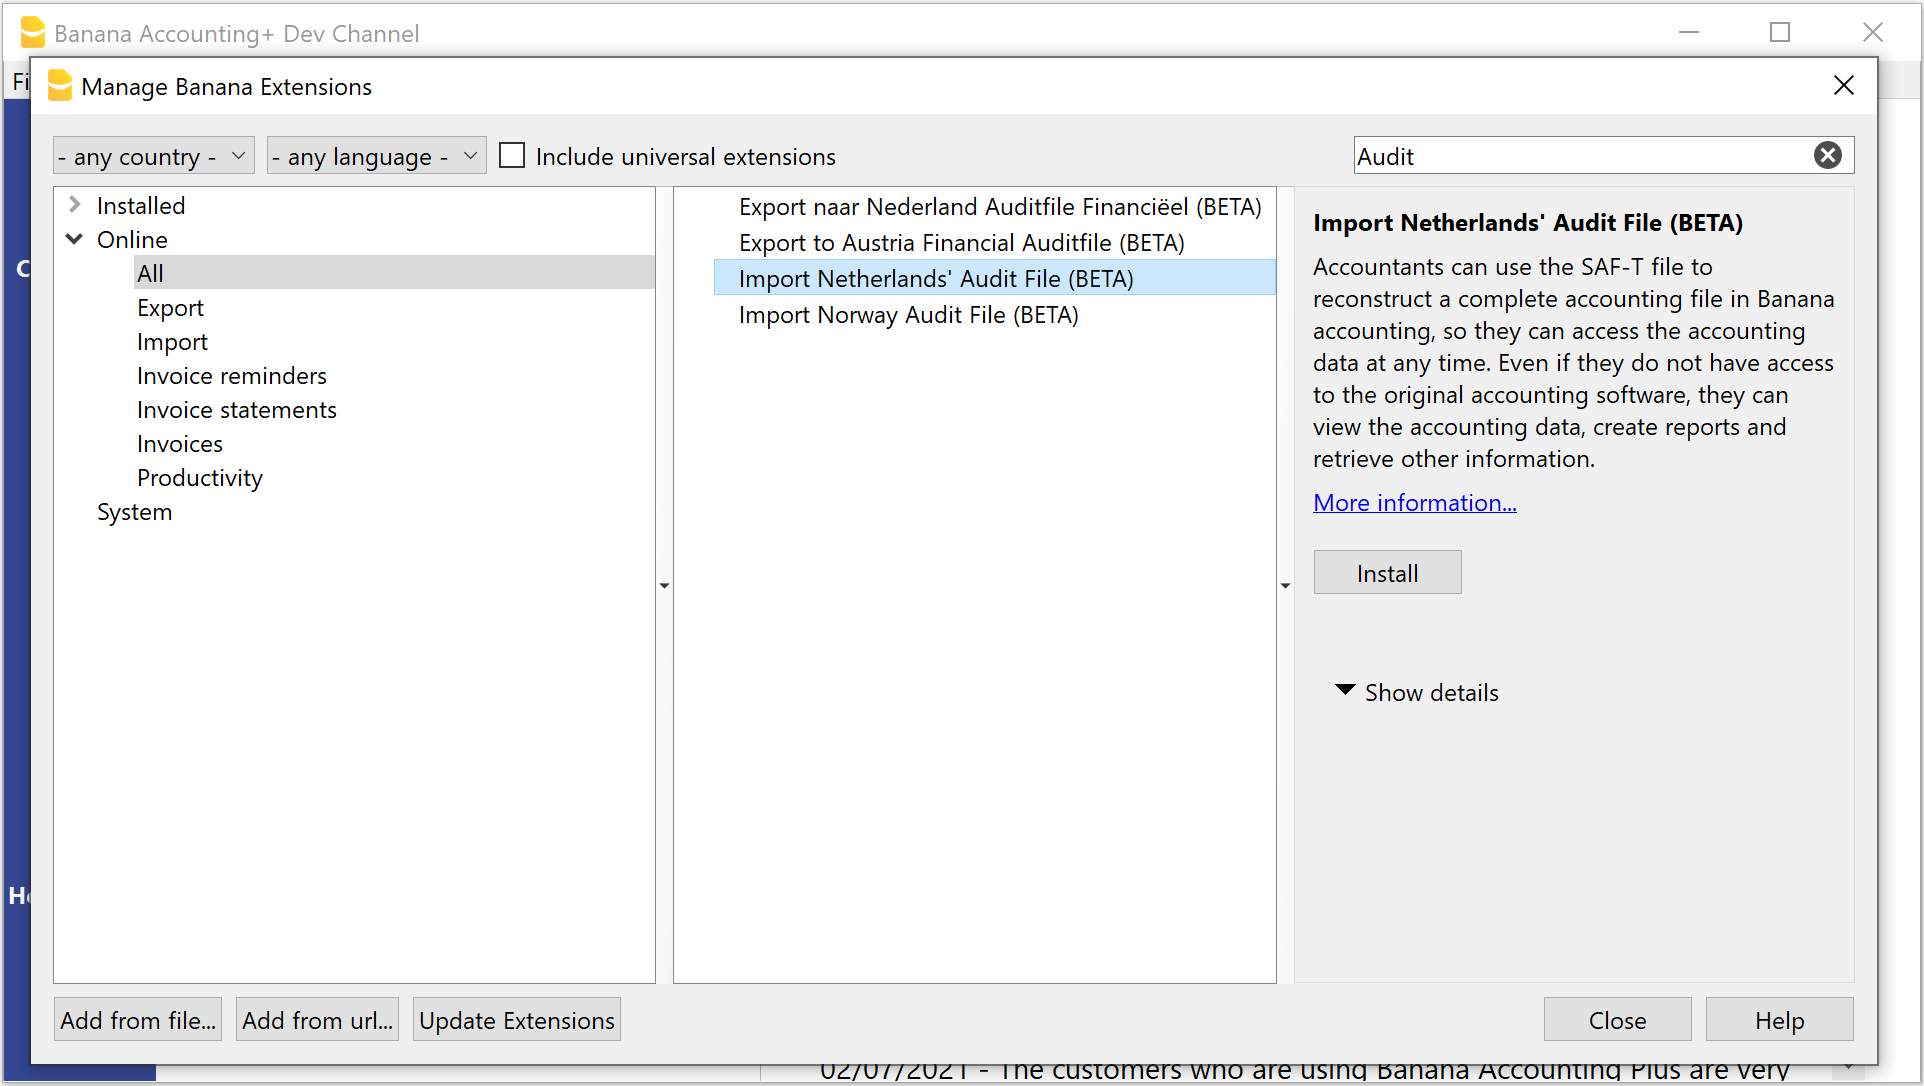 Banana Accounting+ Dev Channel
Fi
Manage Banana Extensions
- any country -
- any language -
Include universal extensions
Audit
Installed
Online
All
Export
Import
Invoice reminders
Invoice statements
Invoices
Productivity
System
Export naar Nederland Auditfile Financiëel (BETA)
Export to Austria Financial Auditfile (BETA)
Import Netherlands' Audit File (BETA)
Import Norway Audit File (BETA)
Import Netherlands' Audit File (BETA)
Accountants can use the SAF-T file to
reconstruct a complete accounting file in Banana
accounting, so they can access the accounting
data at any time. Even if they do not have access
to the original accounting software, they can
view the accounting data, create reports and
retrieve other information.
More information...
Install
Show details
C
He
Add from file...
Add from url...
Update Extensions
Close
Help
02/07/2021 - The customers who are using Banana Accounting Plus are very